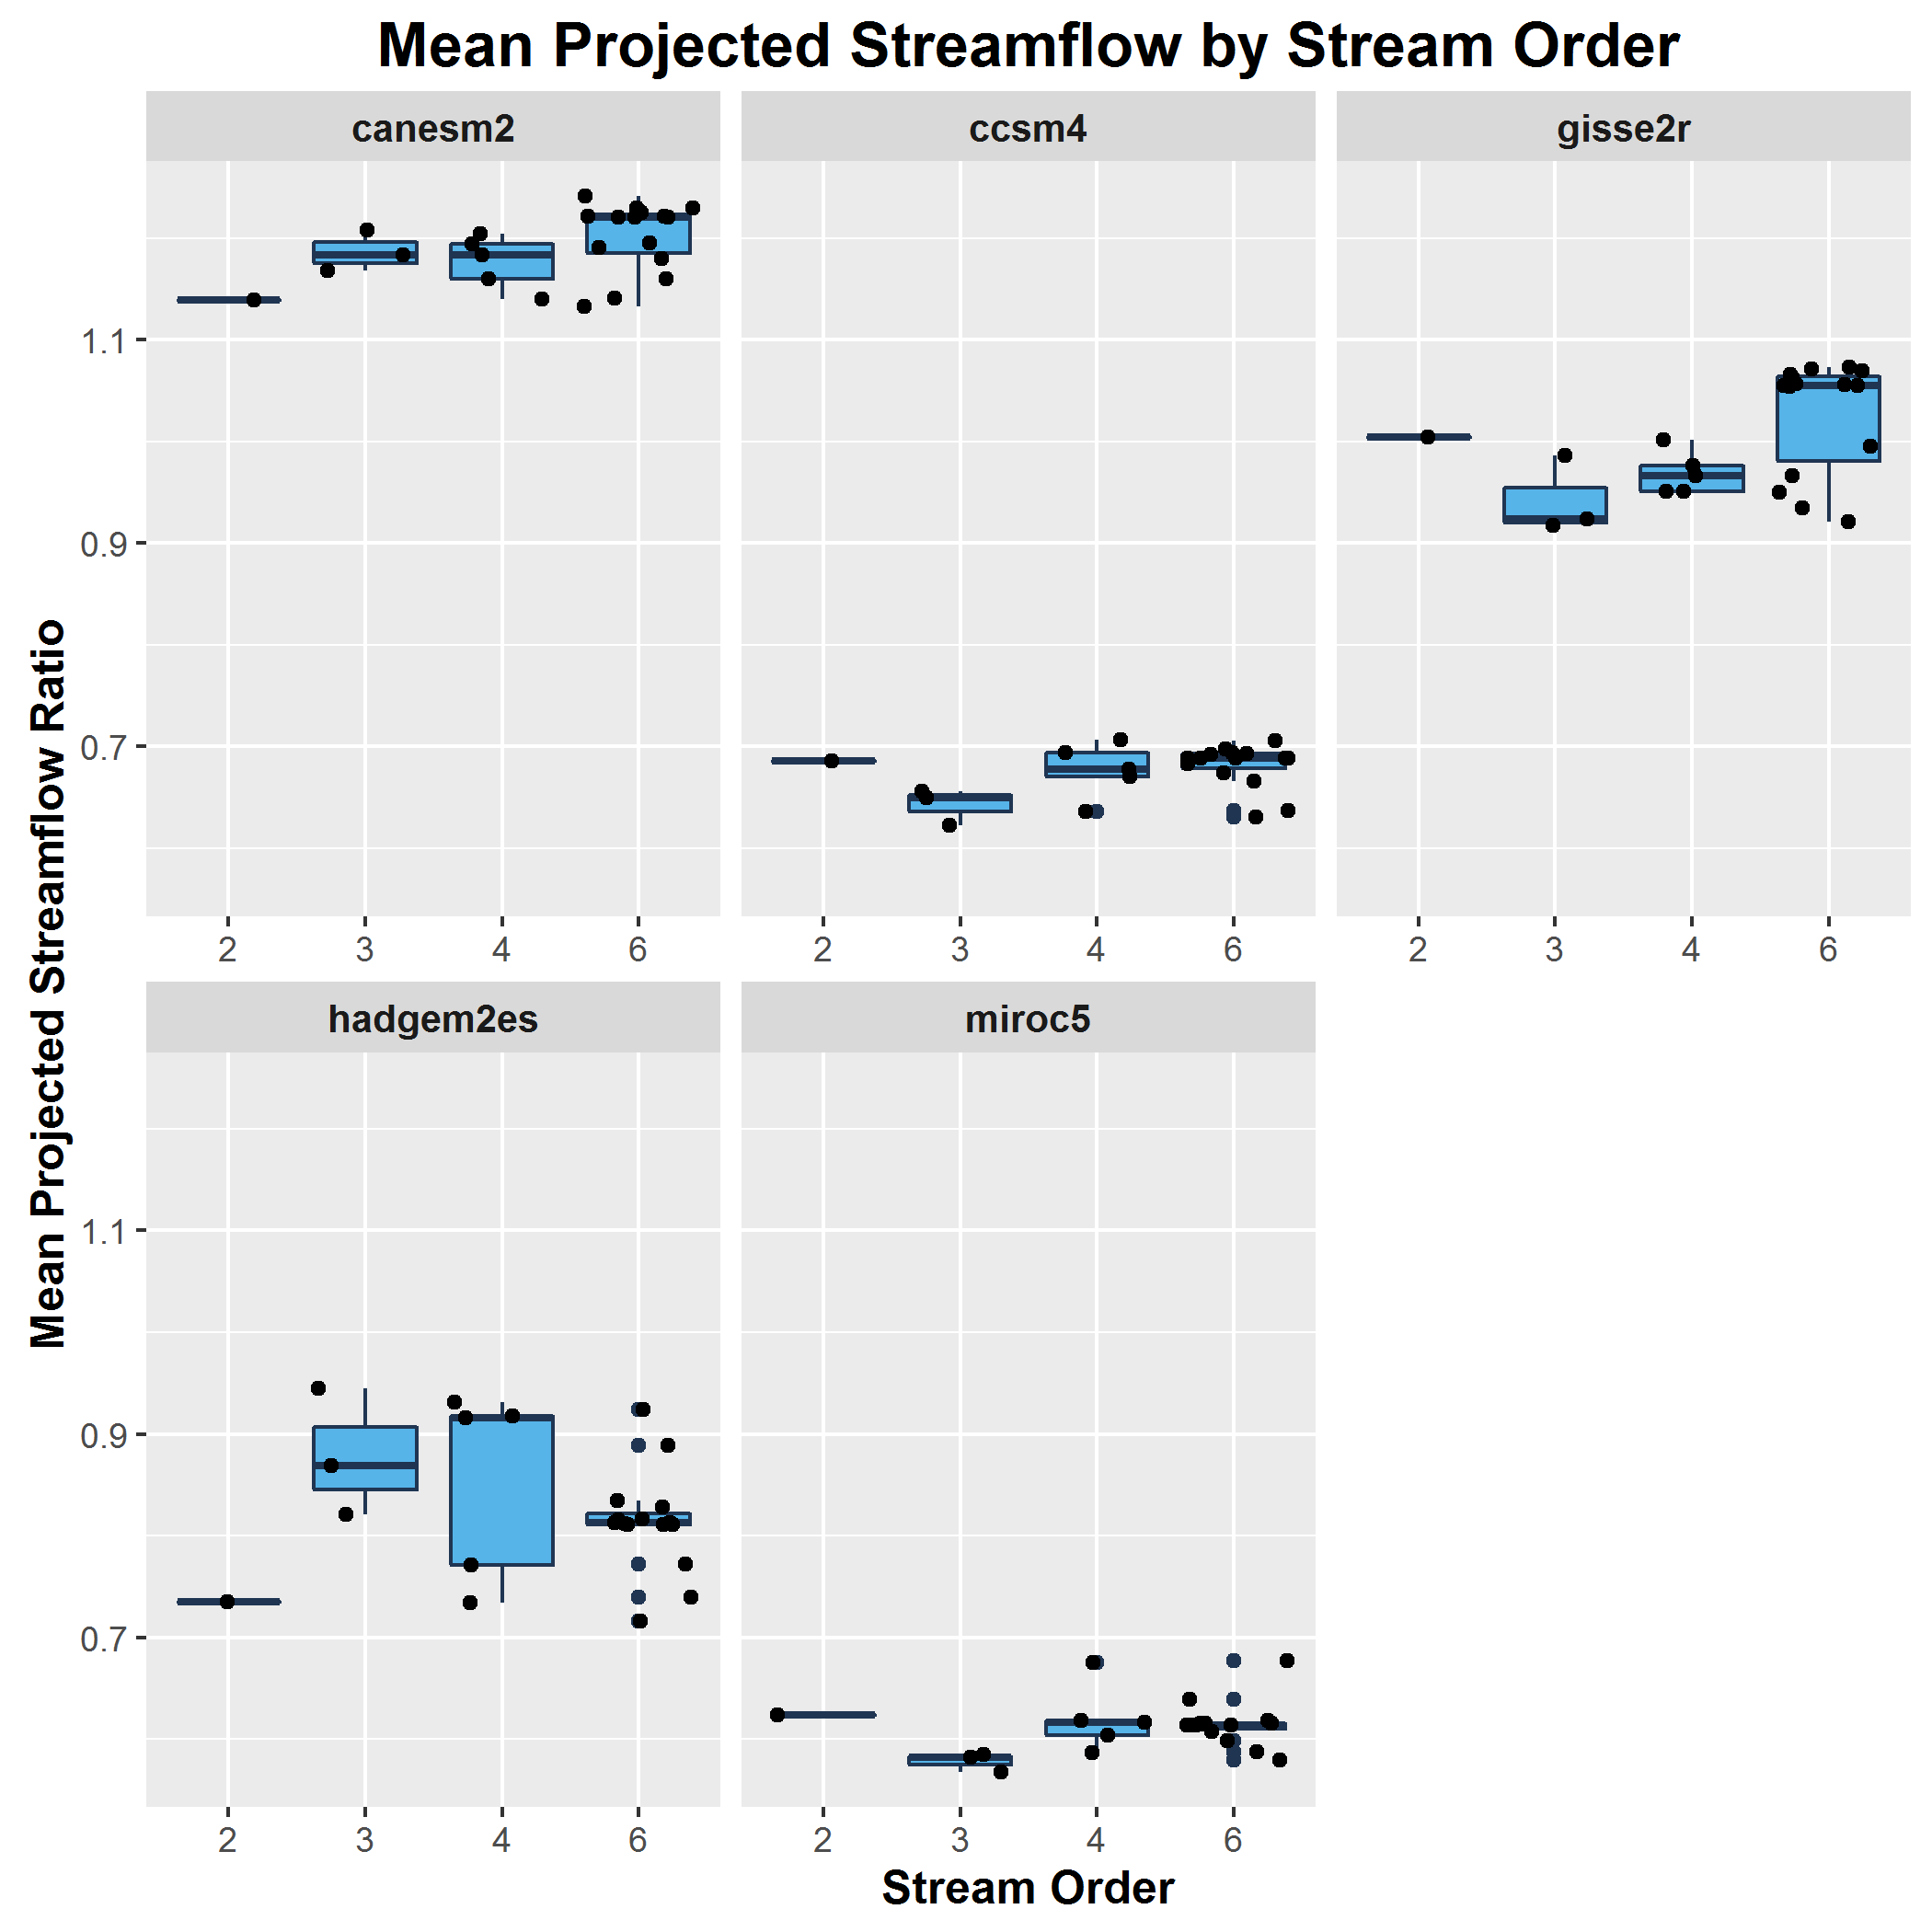 Mean Projected Streamflow by Stream Order
canesm2
ccsm4
gisse2r
1.1
0.9
0.7
2 3 4 6
2 3 4 6
2 3 4 6
Mean Projected Streamflow Ratio
hadgem2es
miroc5
1.1
0.9
0.7
2 3 4 6
2 3 4 6
Stream Order